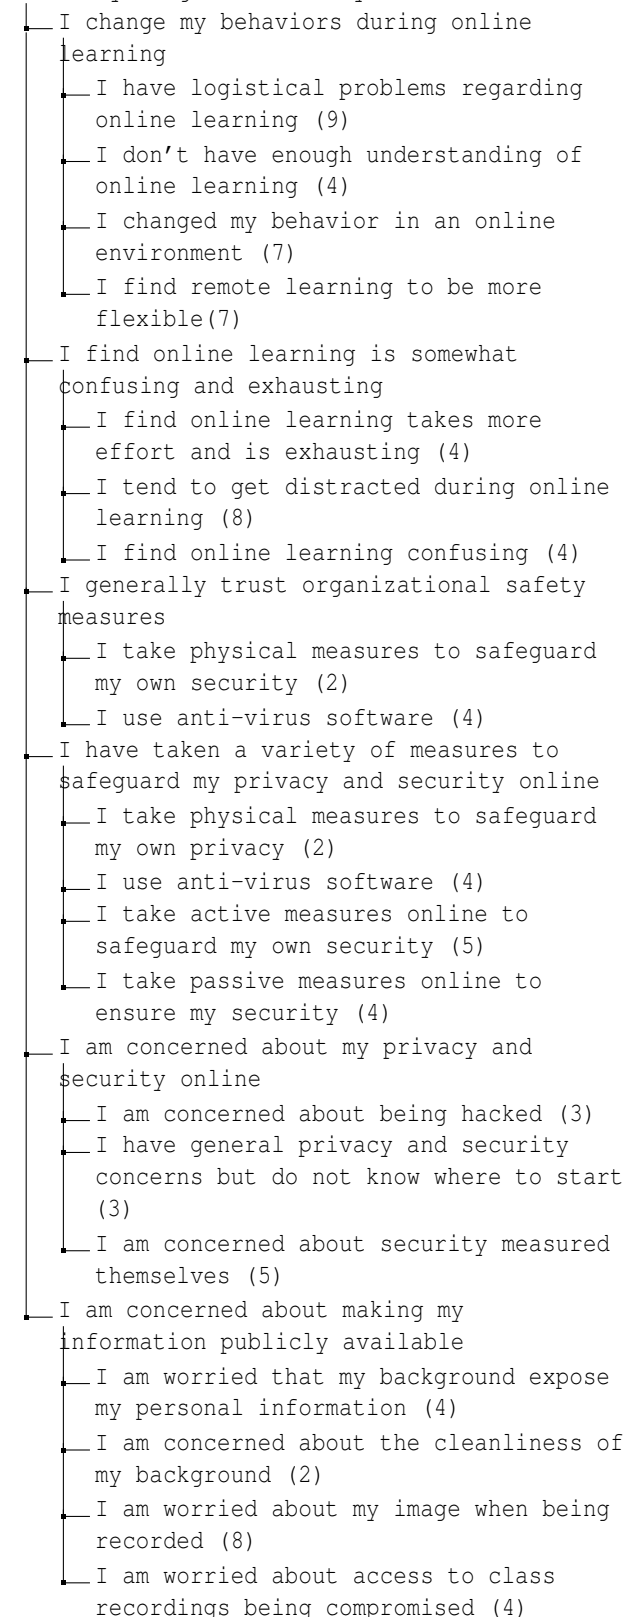 I change my behaviors during online
learning
I have logistical problems regarding
online learning (9)
I don't have enough understanding of
online learning (4)
I changed my behavior in an online
environment (7)
I find remote learning to be more
flexible(7)
I find online learning is somewhat
confusing and exhausting
I find online learning takes more
effort and is exhausting (4)
I tend to get distracted during online
learning (8)
I find online learning confusing (4)
I generally trust organizational safety
measures
I take physical measures to safeguard
my own security (2)
I use anti-virus software (4)
I have taken a variety of measures to
safeguard my privacy and security online
I take physical measures to safeguard
my own privacy (2)
I use anti-virus software (4)
I take active measures online to
safeguard my own security (5)
I take passive measures online to
ensure my security (4)
I am concerned about my privacy and
security online
I am concerned about being hacked (3)
I have general privacy and security
concerns but do not know where to start
(3)
I am concerned about security measured
themselves (5)
I am concerned about making my
information publicly available
I am worried that my background expose
my personal information (4)
I am concerned about the cleanliness of
my background (2)
I am worried about my image when being
recorded (8)
I am worried about access to class
recordings being compromised (4)